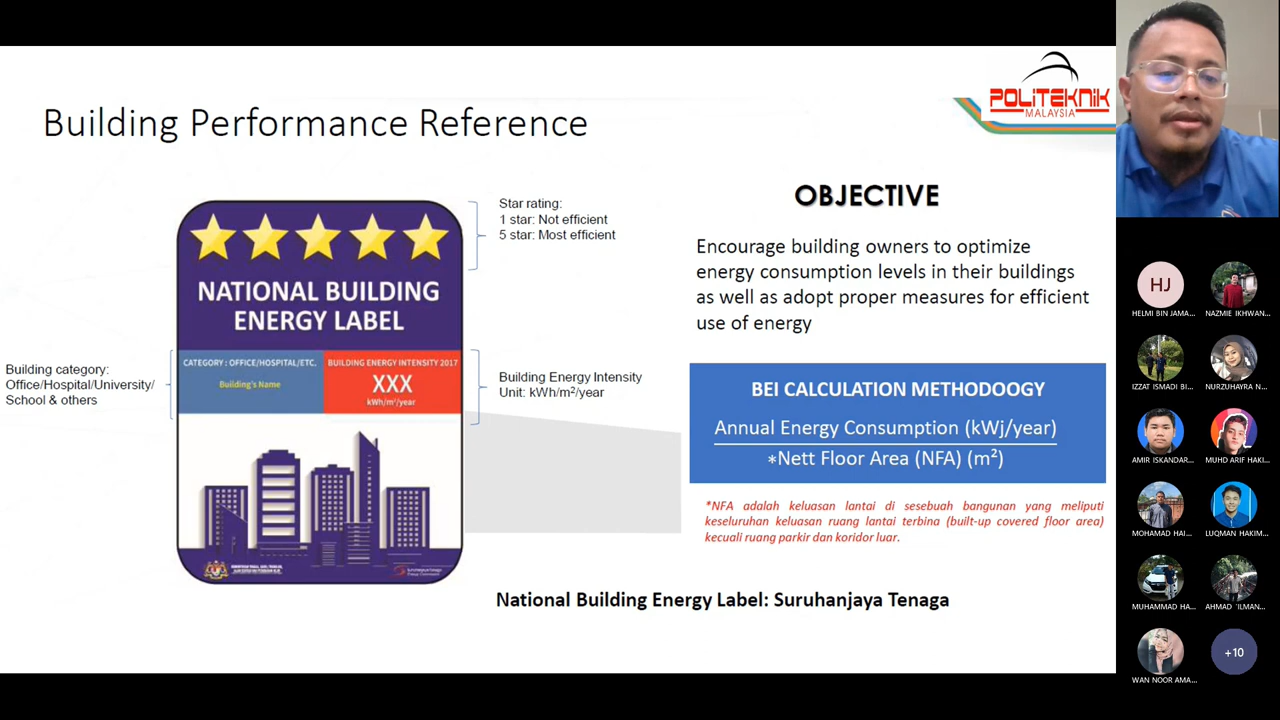 Building Performance Reference
POLITEKNIK
MALAYSIA
NATIONAL BUILDING
ENERGY LABEL
CATEGORY : OFFICE/HOSPITAL/ETC.
Building's Name
BUILDING ENERGY INTENSITY 2017
XXX
kWh/m²/year
Star rating:
1 star: Not efficient
5 star: Most efficient
Building category:
Office/Hospital/University/
School & others
Building Energy Intensity
Unit: kWh/m²/year
OBJECTIVE
Encourage building owners to optimize
energy consumption levels in their buildings
as well as adopt proper measures for efficient
use of energy
BEI CALCULATION METHODOOGY
Annual Energy Consumption (kWj/year)
*Nett Floor Area (NFA) (m²)
*NFA adalah keluasan lantai di sesebuah bangunan yang meliputi
keseluruhan keluasan ruang lantai terbina (built-up covered floor area)
kecuali ruang parkir dan koridor luar.
National Building Energy Label: Suruhanjaya Tenaga
HJ
HELMI BIN JAMA...
NAZMIE IKHWAN...
IZZAT ISMADI BI...
NURZUHAYRA N...
AMIR ISKANDAR...
MUHD ARIF HAKI...
MOHAMAD HAI...
LUQMAN HAKIM...
MUHAMMAD HA...
AHMAD 'ILMAN...
WAN NOOR AMA...
+10